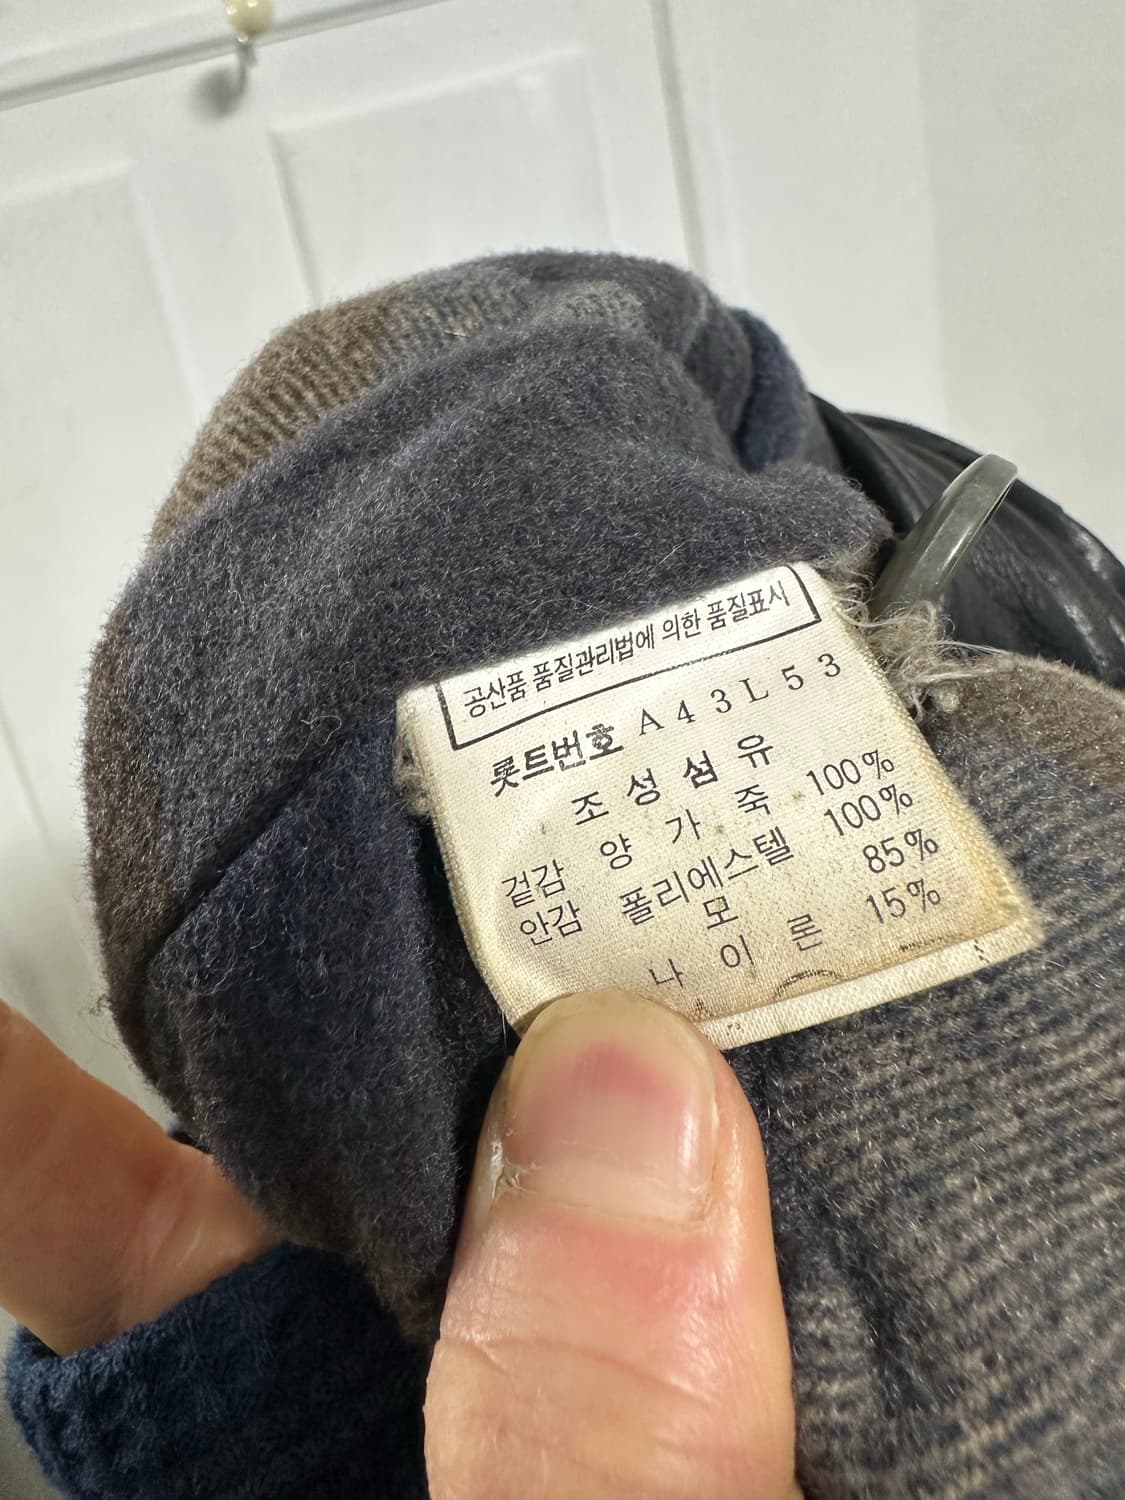 공산품 품질관리법에 의한 품질표시
롯트번호 A43L53
조성섬유
겉감 양가죽 100%
안감 폴리에스텔 100%
모 85%
나이론 15%